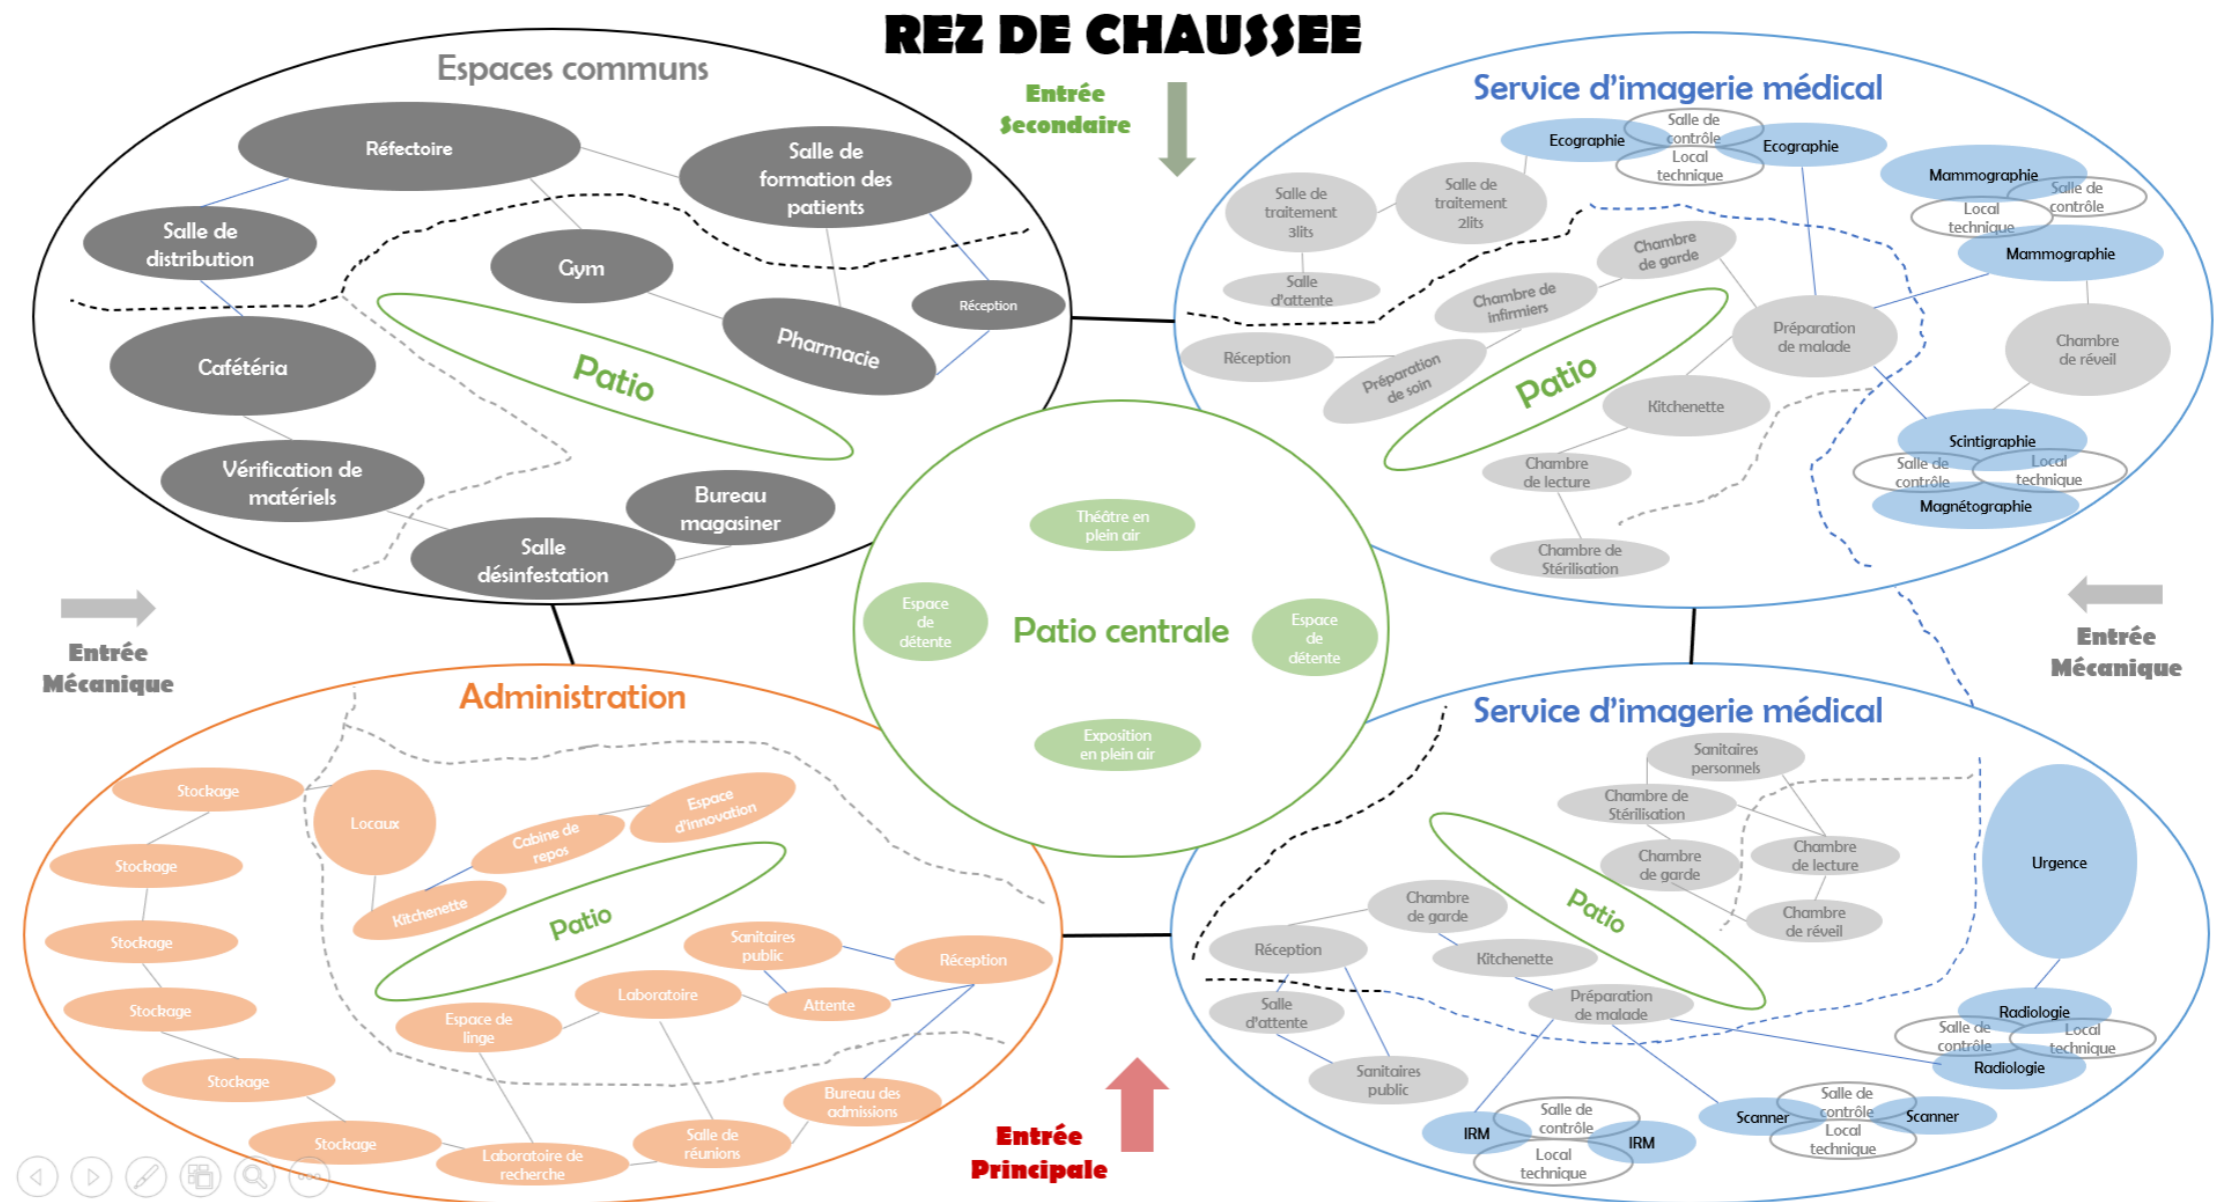 REZ DE CHAUSSEE
Entrée
Secondaire
Espaces communs
Réfectoire
Salle de
formation des
patients
Salle de
distribution
Gym
Réception
Pharmacie
Cafétéria
Patio
Vérification de
matériels
Bureau
magasiner
Salle
désinfestation
Service d'imagerie médical
Ecographie
Salle de
contrôle
Local
technique
Ecographie
Mammographie
Salle de
contrôle
Local
technique
Mammographie
Salle de
traitement
3lits
Salle de
traitement
2lits
Salle
d'attente
Chambre
de garde
Chambre de
infirmiers
Réception
Préparation
de soin
Patio
Préparation
de malade
Chambre
de réveil
Kitchenette
Chambre
de lecture
Chambre de
Stérilisation
Scintigraphie
Salle de
contrôle
Local
technique
Magnétographie
Théâtre en
plein air
Espace
de
détente
Patio centrale
Espace
de
détente
Exposition
en plein air
Entrée
Mécanique
Entrée
Mécanique
Administration
Stockage
Locaux
Espace
d'innovation
Cabine de
repos
Stockage
Kitchenette
Patio
Stockage
Sanitaires
public
Réception
Laboratoire
Attente
Stockage
Espace de
linge
Stockage
Bureau des
admissions
Stockage
Salle de
réunions
Laboratoire de
recherche
Entrée
Principale
Service d'imagerie médical
Sanitaires
personnels
Chambre de
Stérilisation
Chambre
de garde
Chambre
de lecture
Urgence
Chambre
de garde
Patio
Chambre
de réveil
Réception
Kitchenette
Salle
d'attente
Préparation
de malade
Radiologie
Salle de
contrôle
Local
technique
Radiologie
Sanitaires
public
IRM
Salle de
contrôle
IRM
Local
technique
Scanner
Salle de
contrôle
Scanner
Local
technique